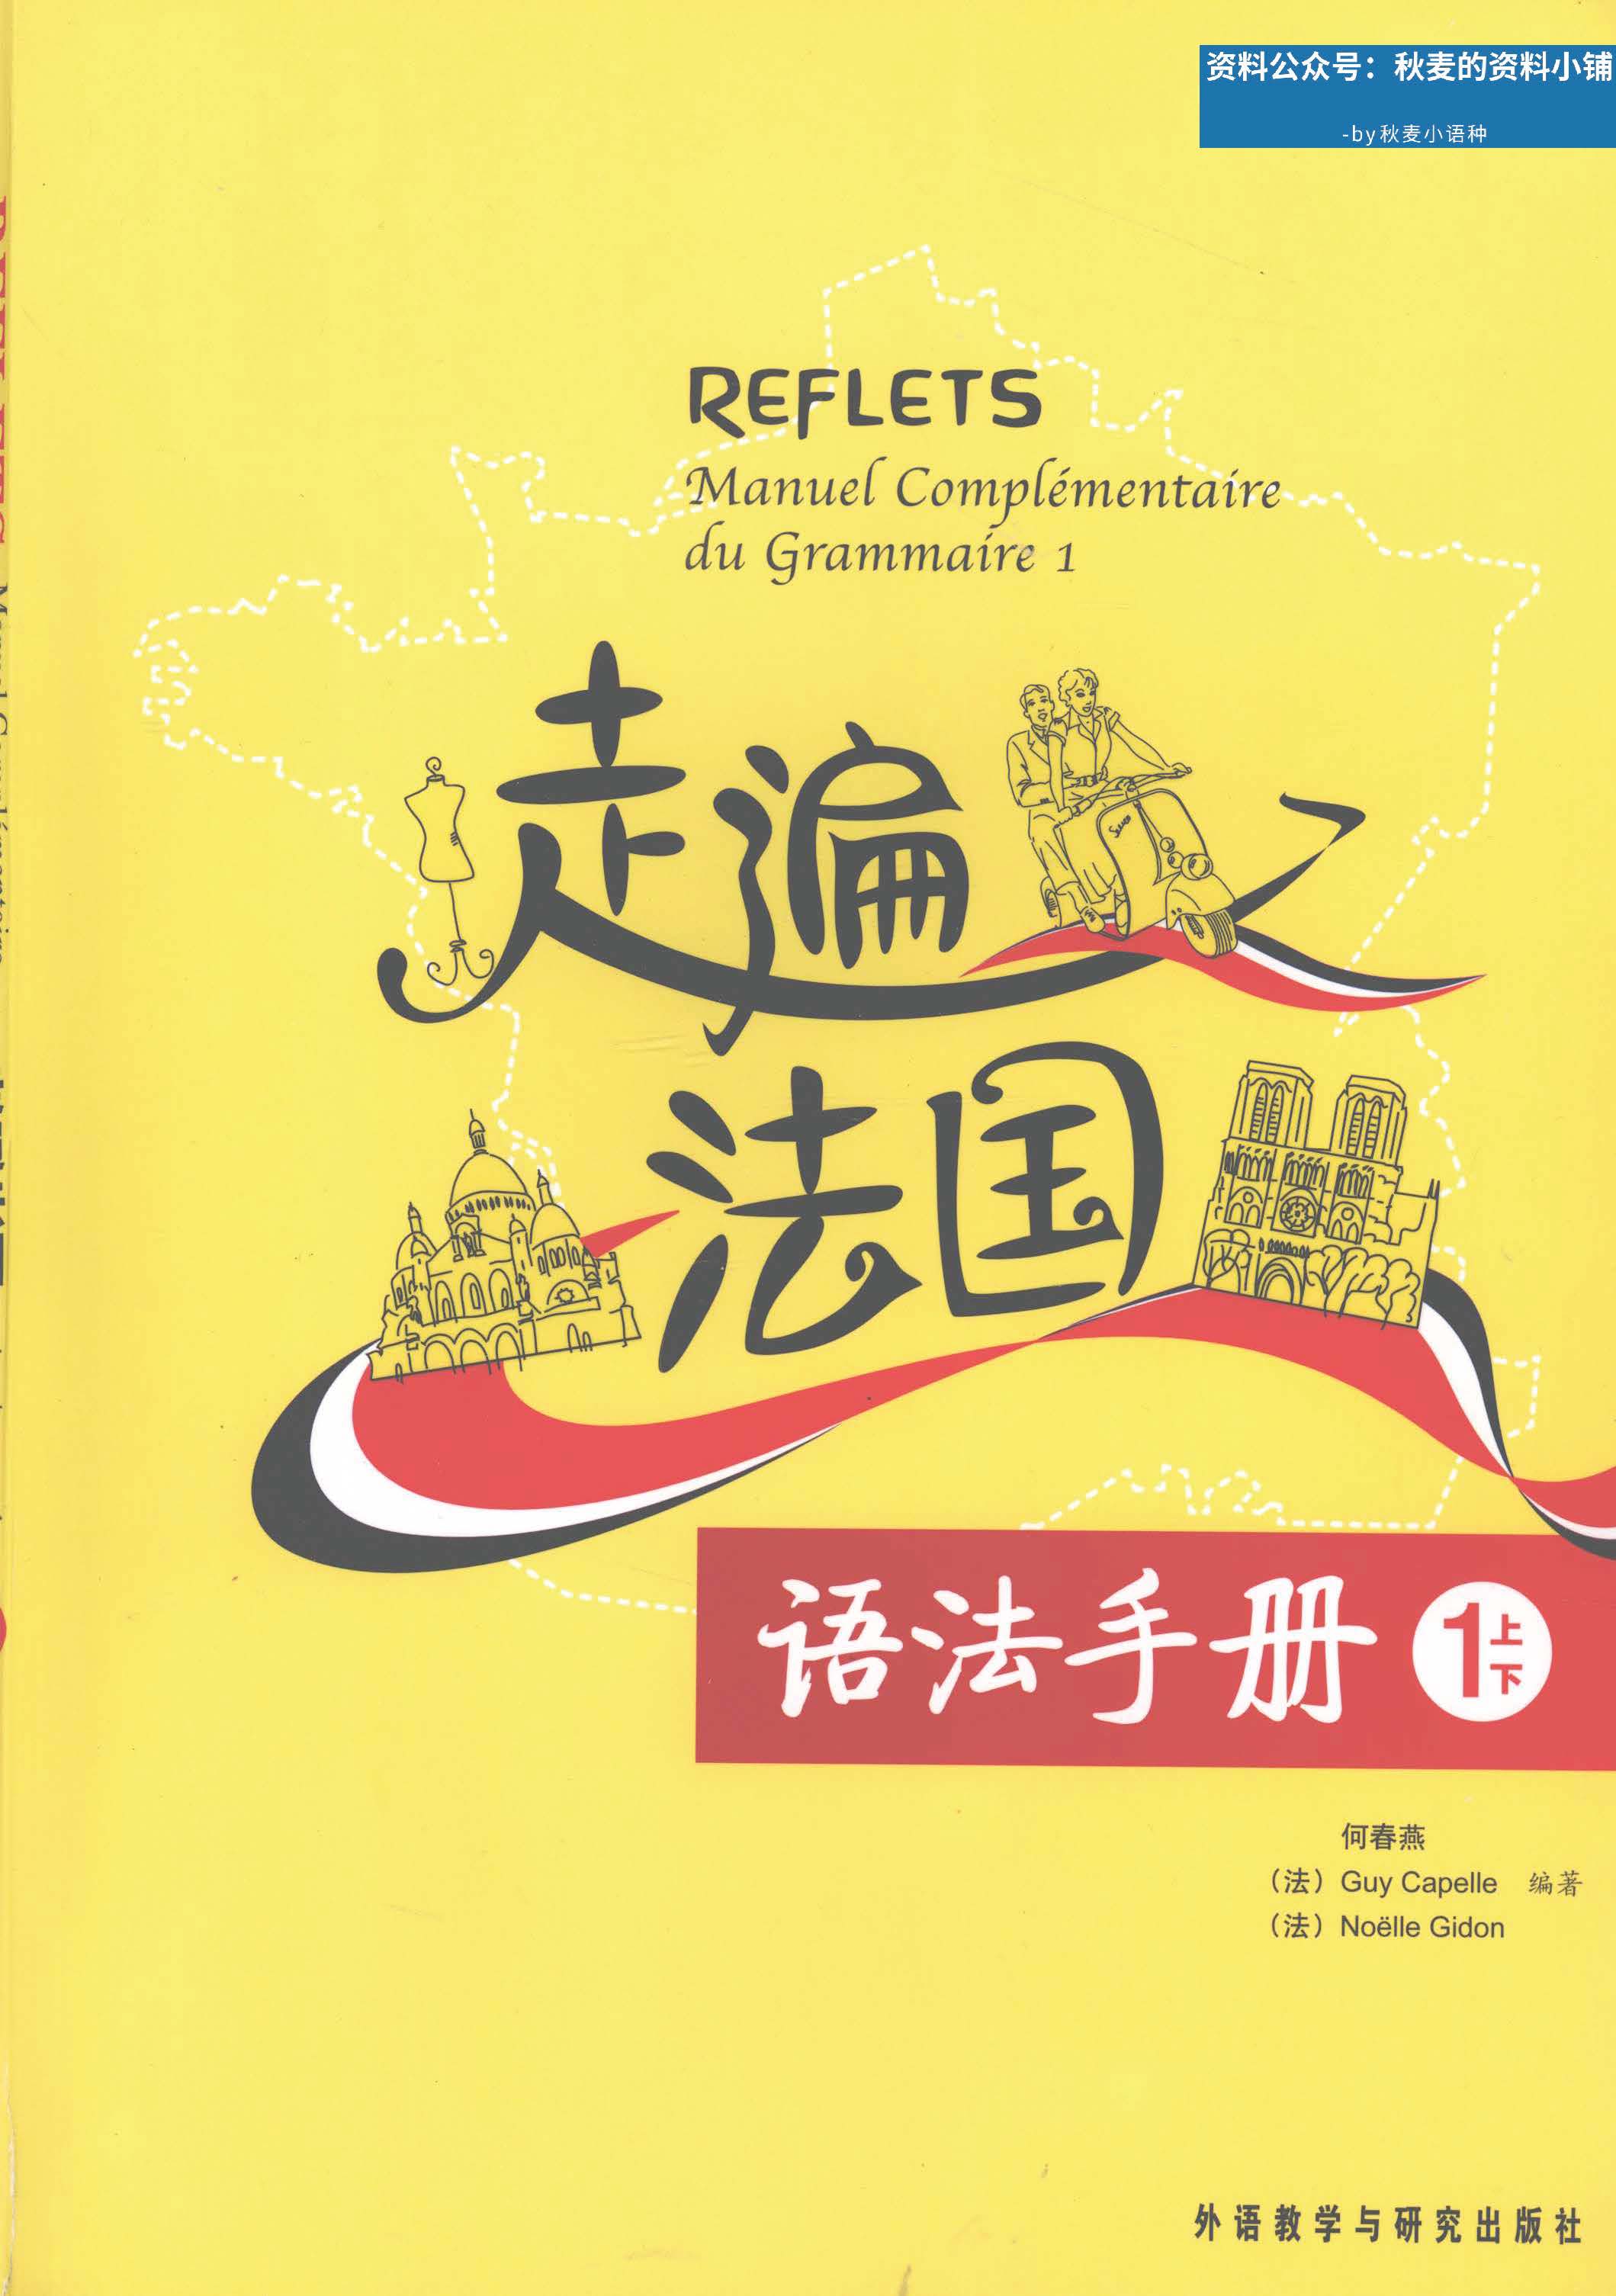 资料公众号：秋麦的资料小铺
-by秋麦小语种
REFLETS
Manuel Complémentaire
du Grammaire 1
走遍
法国
语法手册 1 上下
何春燕
（法）Guy Capelle 编著
（法）Noëlle Gidon
外语教学与研究出版社